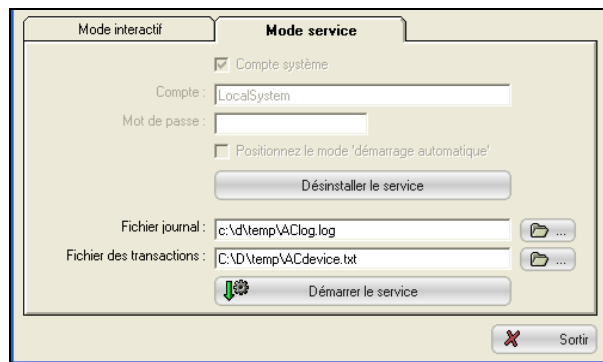 Mode interactif Mode service
Compte système
Compte : LocalSystem
Mot de passe :
Positionnez le mode 'démarrage automatique'
Désinstaller le service
Fichier journal : c:\d\temp\AClog.log ...
Fichier des transactions : C:\D\temp\ACdevice.txt ...
Démarrer le service
Sortir